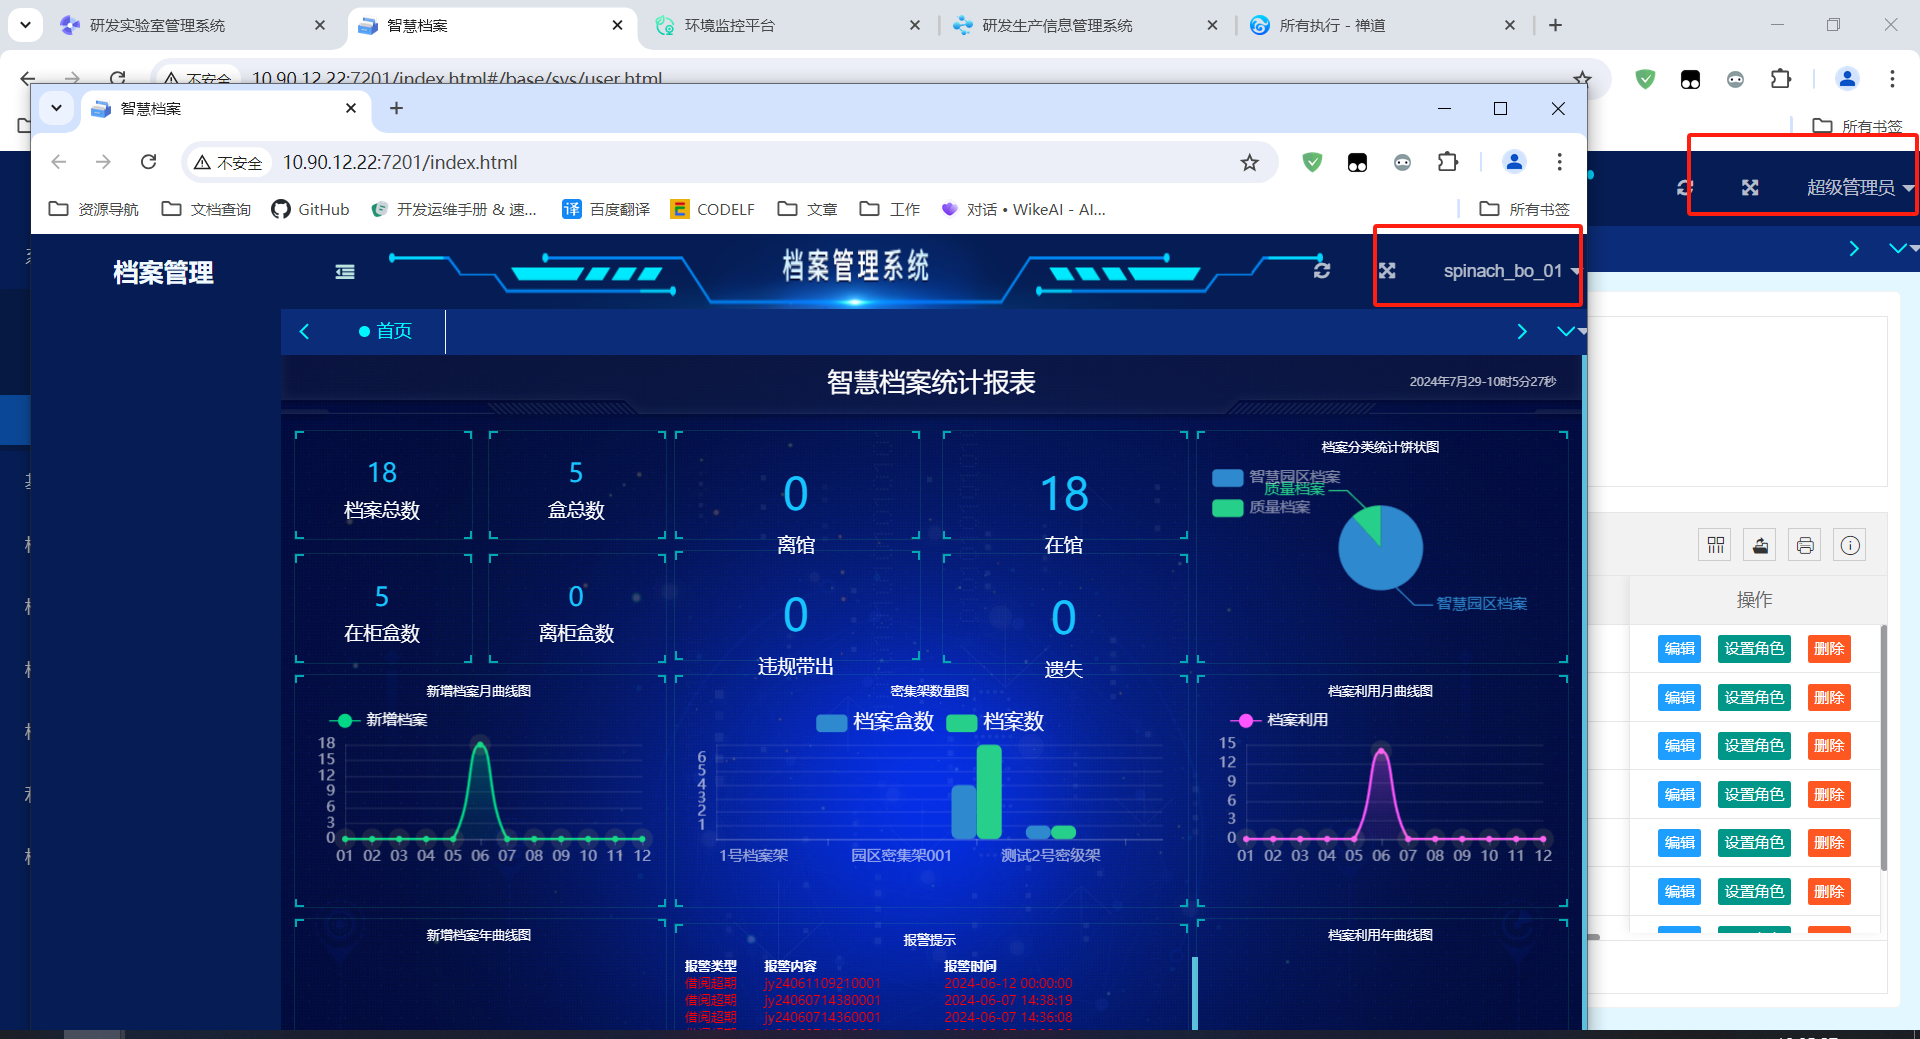 研发实验室管理系统
智慧档案
环境监控平台
研发生产信息管理系统
所有执行 - 禅道
不安全
10.90.12.22:7201/index.html#/base/sys/user.html
所有书签
超级管理员
智慧档案
不安全
10.90.12.22:7201/index.html
资源导航
文档查询
GitHub
开发运维手册 & 速...
百度翻译
CODELF
文章
工作
对话 • WikeAI - AI...
所有书签
档案管理
档案管理系统
spinach_bo_01
首页
智慧档案统计报表
2024年7月29-10时5分27秒
18
档案总数
5
盒总数
0
离馆
18
在馆
5
在柜盒数
0
离柜盒数
0
违规带出
0
遗失
档案分类统计饼状图
智慧园区档案
质量档案
质量档案
智慧园区档案
新增档案月曲线图
新增档案
18
15
12
9
6
3
0
01 02 03 04 05 06 07 08 09 10 11 12
密集架数量图
档案盒数 档案数
6
5
4
3
2
1
1号档案架 园区密集架001 测试2号密级架
档案利用月曲线图
档案利用
15
12
9
6
3
0
01 02 03 04 05 06 07 08 09 10 11 12
新增档案年曲线图
报警提示
报警类型 报警内容 报警时间
借阅超期 jy24061109210001 2024-06-12 00:00:00
借阅超期 jy24060714380001 2024-06-07 14:38:19
借阅超期 jy24060714360001 2024-06-07 14:36:08
档案利用年曲线图
操作
编辑 设置角色 删除
编辑 设置角色 删除
编辑 设置角色 删除
编辑 设置角色 删除
编辑 设置角色 删除
编辑 设置角色 删除